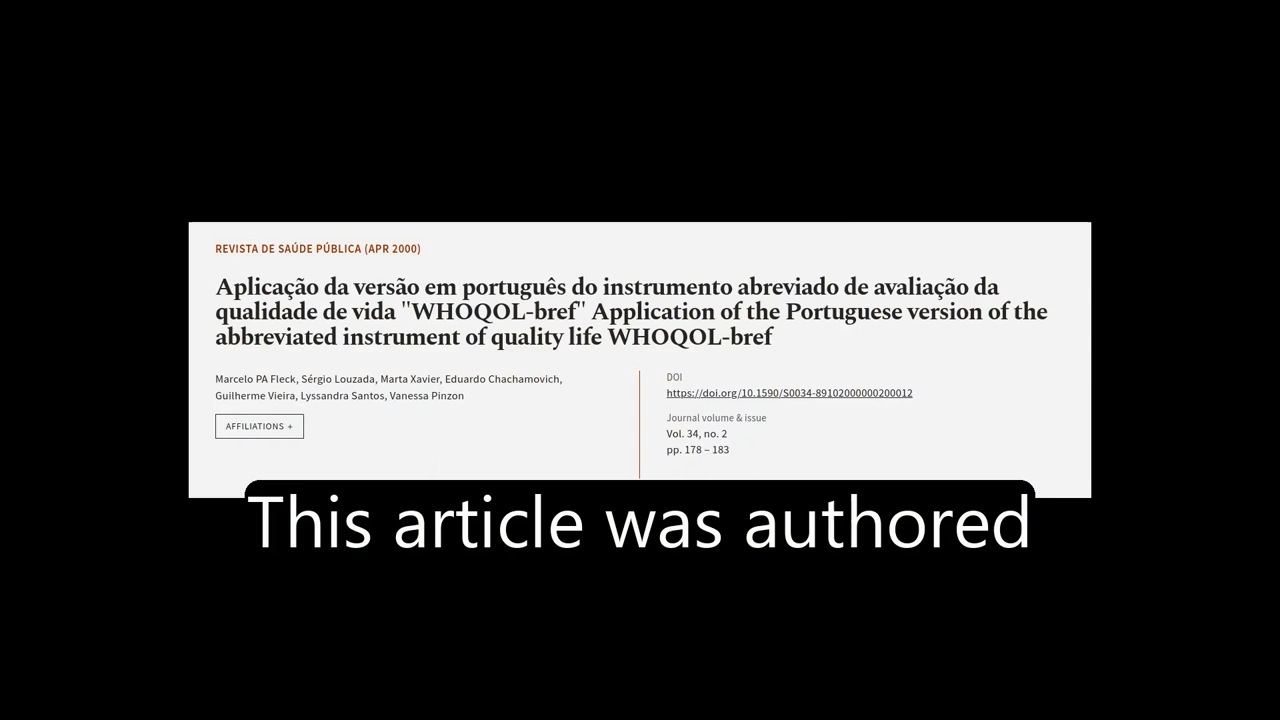 REVISTA DE SAÚDE PÚBLICA (APR 2000)
Aplicação da versão em português do instrumento abreviado de avaliação da
qualidade de vida "WHOQOL-bref" Application of the Portuguese version of the
abbreviated instrument of quality life WHOQOL-bref
Marcelo PA Fleck, Sérgio Louzada, Marta Xavier, Eduardo Chachamovich,
Guilherme Vieira, Lyssandra Santos, Vanessa Pinzon
AFFILIATIONS +
DOI
https://doi.org/10.1590/S0034-89102000000200012
Journal volume & issue
Vol. 34, no. 2
pp. 178 – 183
This article was authored